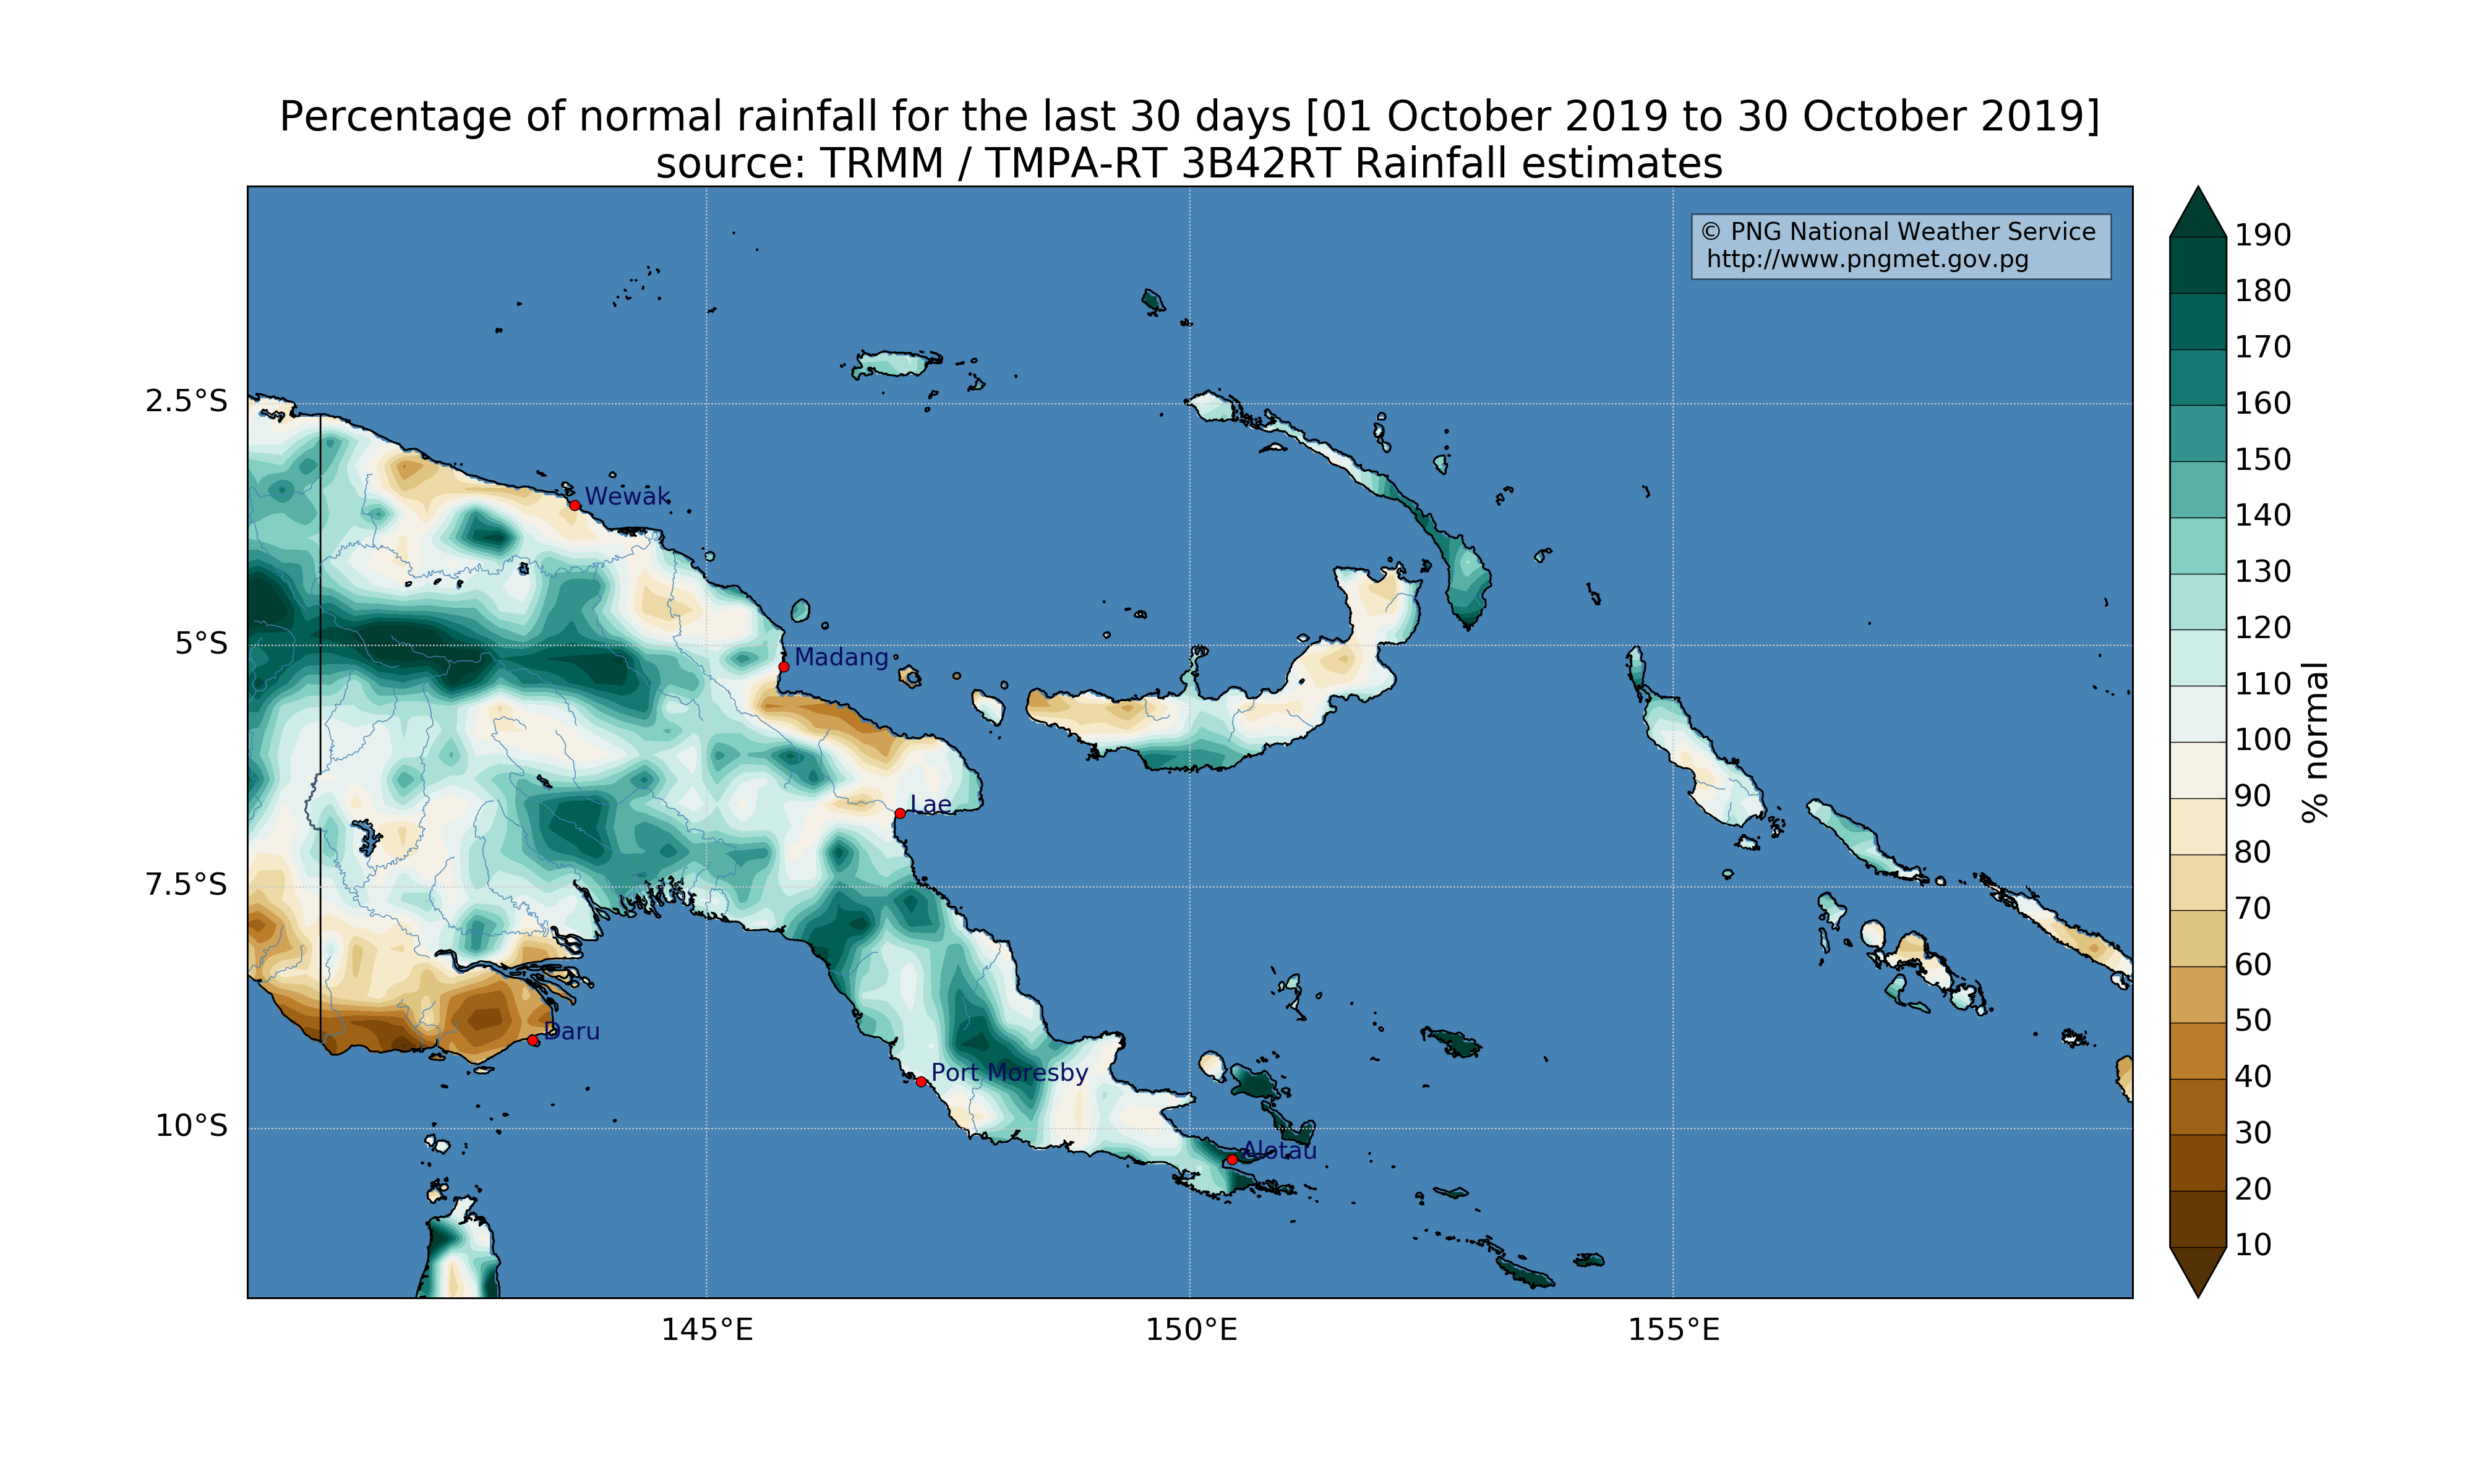 Percentage of normal rainfall for the last 30 days [01 October 2019 to 30 October 2019]
source: TRMM / TMPA-RT 3B42RT Rainfall estimates
© PNG National Weather Service
http://www.pngmet.gov.pg
2.5°S
5°S
7.5°S
10°S
Wewak
Madang
Lae
Daru
Port Moresby
Alotau
145°E
150°E
155°E
190
180
170
160
150
140
130
120
110
100
90
80
70
60
50
40
30
20
10
% normal